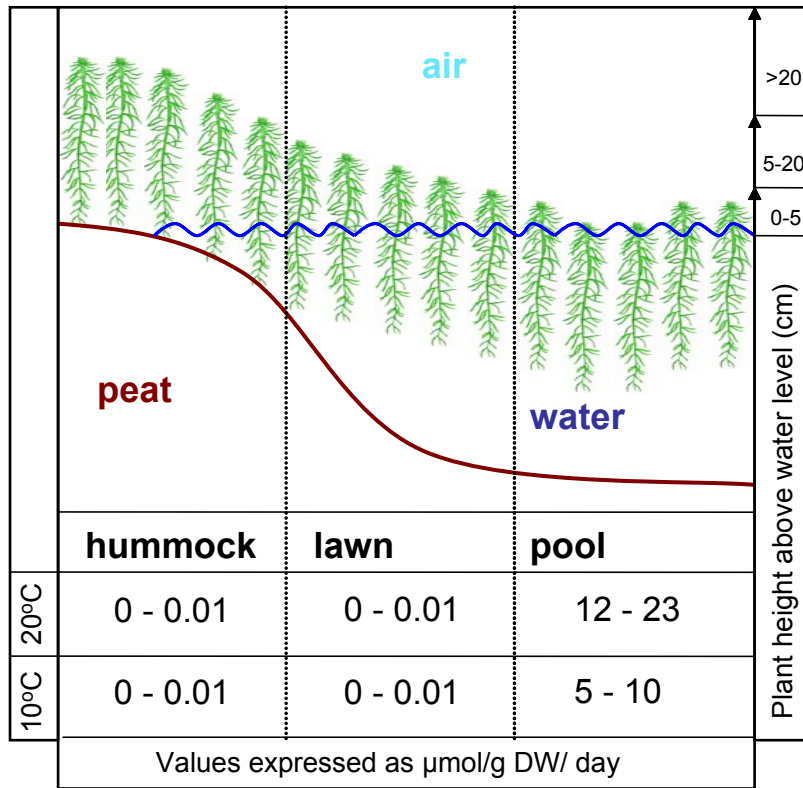 air
>20
5-20
0-5
peat
water
Plant height above water level (cm)
hummock lawn pool
20ºC 0 - 0.01 0 - 0.01 12 - 23
10ºC 0 - 0.01 0 - 0.01 5 - 10
Values expressed as µmol/g DW/ day